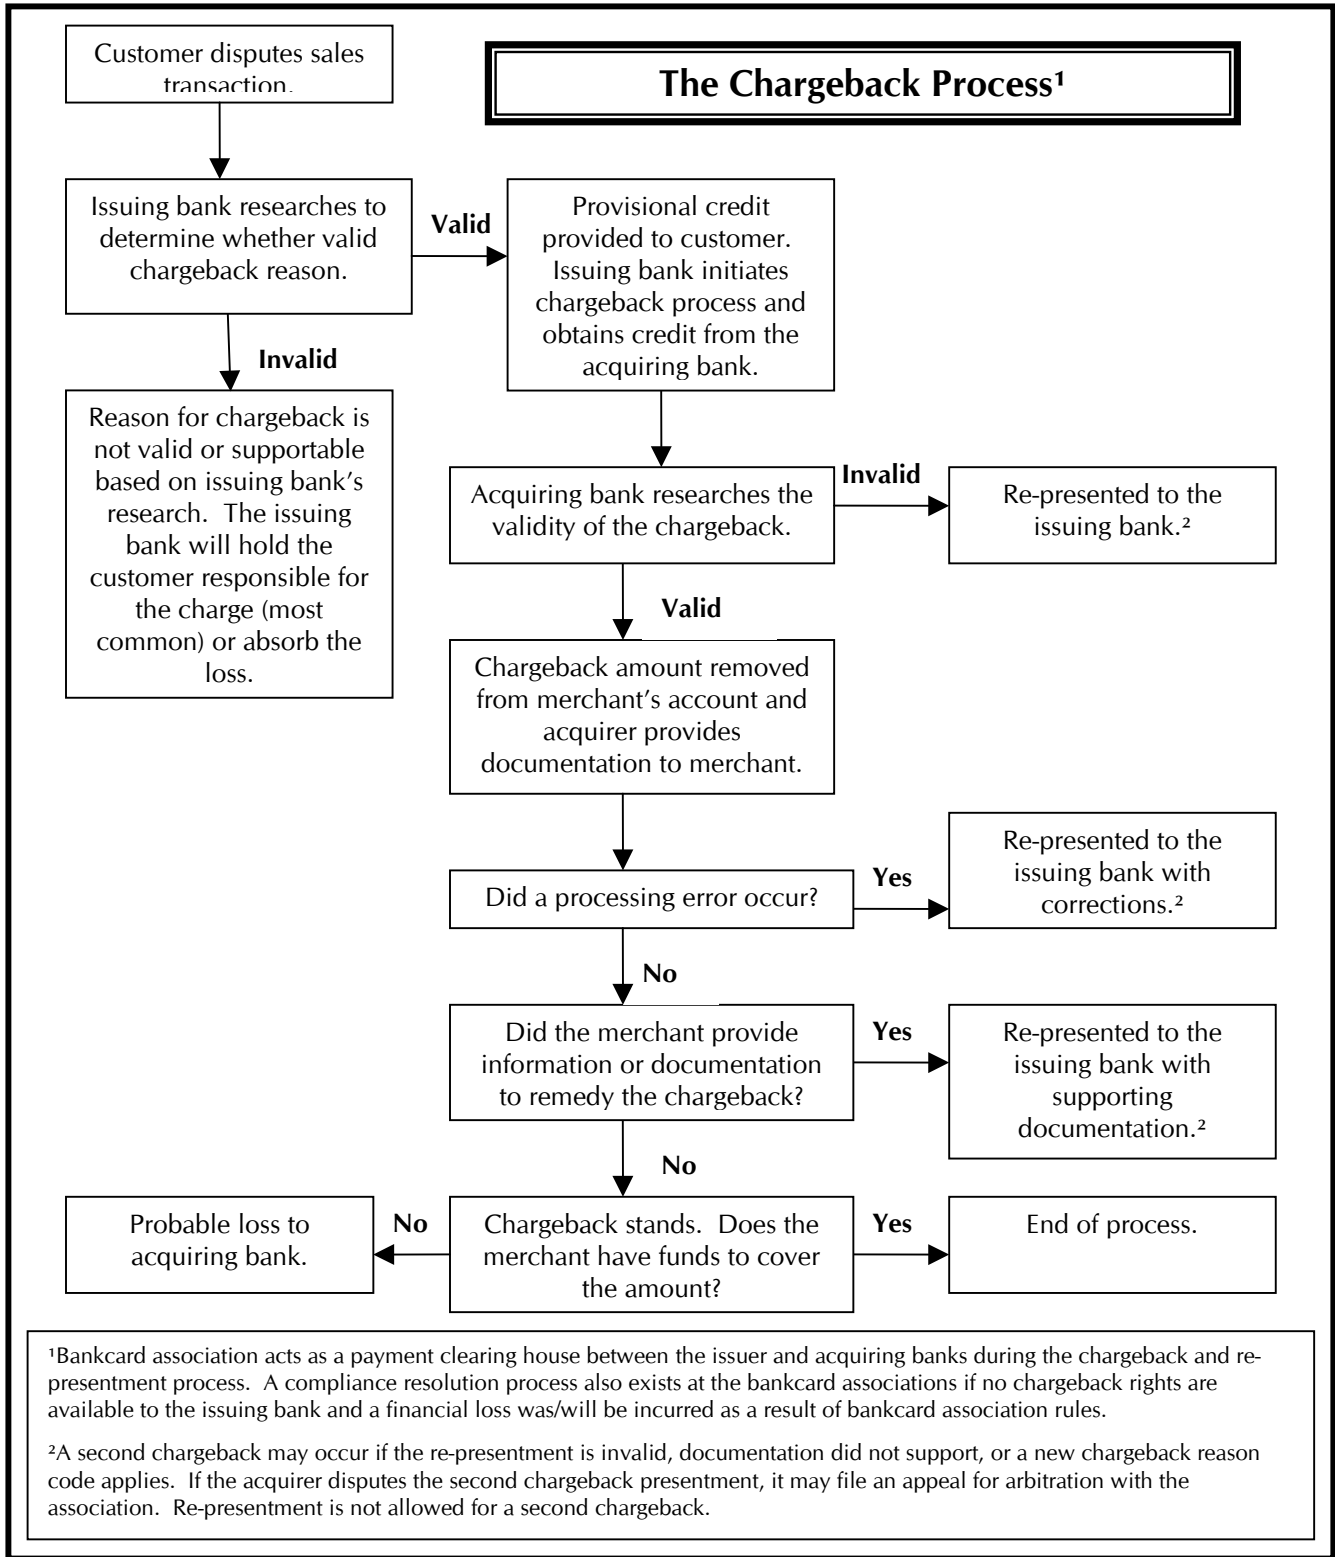 Customer disputes sales
transaction.
The Chargeback Process¹
Issuing bank researches to
determine whether valid
chargeback reason.
Valid
Provisional credit
provided to customer.
Issuing bank initiates
chargeback process and
obtains credit from the
acquiring bank.
Invalid
Reason for chargeback is
not valid or supportable
based on issuing bank's
research.  The issuing
bank will hold the
customer responsible for
the charge (most
common) or absorb the
loss.
Acquiring bank researches the
validity of the chargeback.
Invalid
Re-presented to the
issuing bank.²
Valid
Chargeback amount removed
from merchant's account and
acquirer provides
documentation to merchant.
Did a processing error occur?
Yes
Re-presented to the
issuing bank with
corrections.²
No
Did the merchant provide
information or documentation
to remedy the chargeback?
Yes
Re-presented to the
issuing bank with
supporting
documentation.²
No
Probable loss to
acquiring bank.
No
Chargeback stands.  Does the
merchant have funds to cover
the amount?
Yes
End of process.
¹Bankcard association acts as a payment clearing house between the issuer and acquiring banks during the chargeback and re-
presentment process.  A compliance resolution process also exists at the bankcard associations if no chargeback rights are
available to the issuing bank and a financial loss was/will be incurred as a result of bankcard association rules.
²A second chargeback may occur if the re-presentment is invalid, documentation did not support, or a new chargeback reason
code applies.  If the acquirer disputes the second chargeback presentment, it may file an appeal for arbitration with the
association.  Re-presentment is not allowed for a second chargeback.